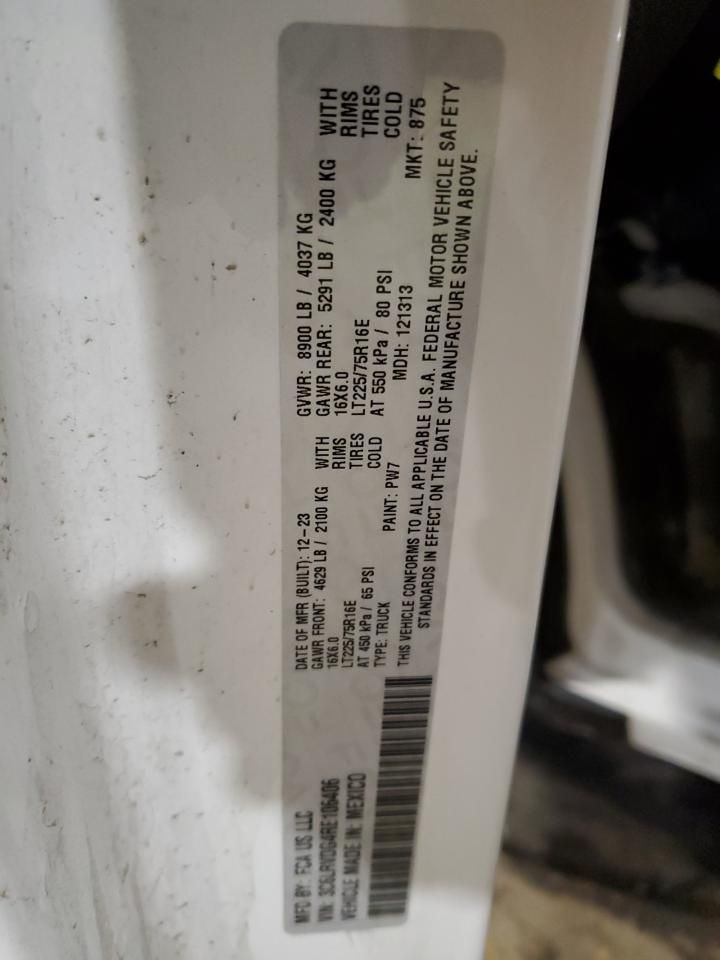 MFD BY: FCA US LLC
DATE OF MFR (BUILT): 12-23
GVWR: 8900 LB / 4037 KG
VIN: 3C6LRVDG4RE106406
GAWR FRONT: 4629 LB / 2100 KG WITH
GAWR REAR: 5291 LB / 2400 KG WITH
VEHICLE MADE IN: MEXICO
16X6.0 RIMS
16X6.0 RIMS
LT225/75R16E TIRES
LT225/75R16E TIRES
AT 450 kPa / 65 PSI COLD
AT 550 kPa / 80 PSI COLD
TYPE: TRUCK PAINT: PW7 MDH: 121313 MKT: 875
THIS VEHICLE CONFORMS TO ALL APPLICABLE U.S.A. FEDERAL MOTOR VEHICLE SAFETY
STANDARDS IN EFFECT ON THE DATE OF MANUFACTURE SHOWN ABOVE.